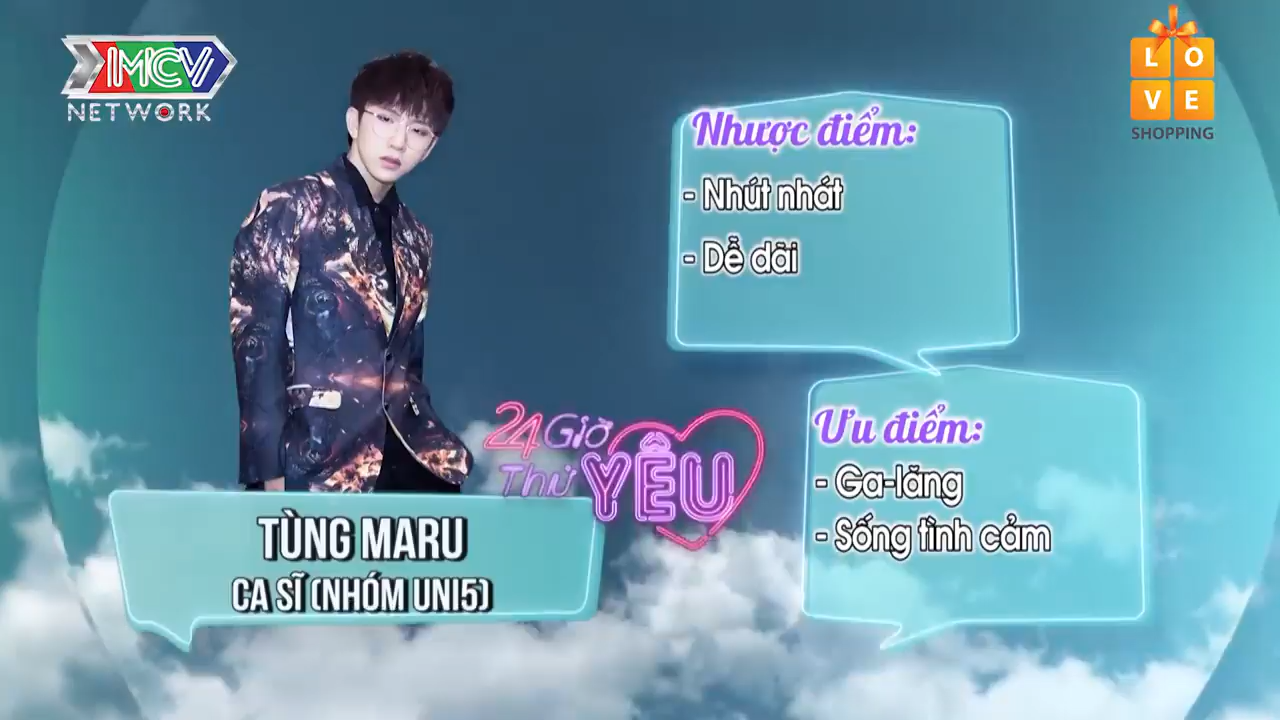 MCV
NETWORK
LOVE
SHOPPING
Nhược điểm:
- Nhút nhát
- Dễ dãi
Ưu điểm:
- Ga-lăng
- Sống tình cảm
24 Giờ
Thử YÊU
TÙNG MARU
CA SĨ (NHÓM UNI5)